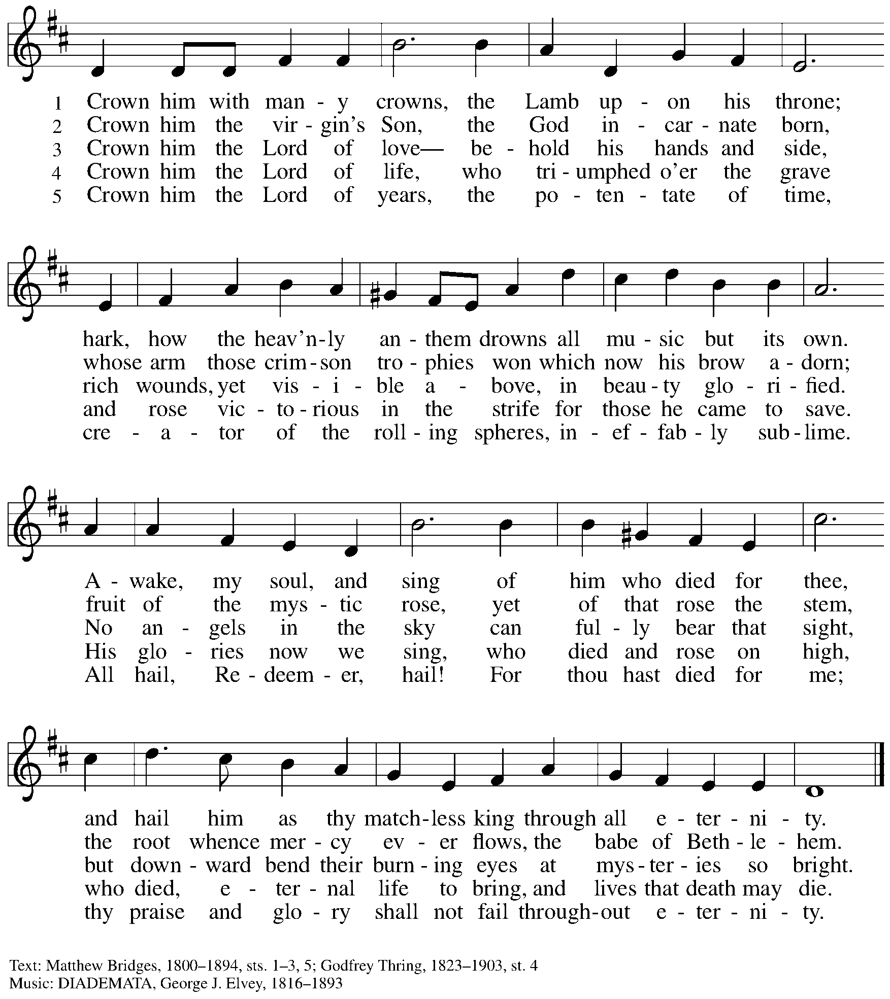 1 Crown him with man - y crowns, the Lamb up - on his throne;
2 Crown him the vir - gin's Son, the God in - car - nate born,
3 Crown him the Lord of love— be - hold his hands and side,
4 Crown him the Lord of life, who tri - umphed o'er the grave
5 Crown him the Lord of years, the po - ten - tate of time,
hark, how the heav'n - ly an - them drowns all mu - sic but its own.
whose arm those crim - son tro - phies won which now his brow a - dorn;
rich wounds, yet vis - i - ble a - bove, in beau - ty glo - ri - fied.
and rose vic - to - rious in the strife for those he came to save.
cre - a - tor of the roll - ing spheres, in - ef - fab - ly sub - lime.
A - wake, my soul, and sing of him who died for thee,
fruit of the mys - tic rose, yet of that rose the stem,
No an - gels in the sky can ful - ly bear that sight,
His glo - ries now we sing, who died and rose on high,
All hail, Re - deem - er, hail! For thou hast died for me;
and hail him as thy match - less king through all e - ter - ni - ty.
the root whence mer - cy ev - er flows, the babe of Beth - le - hem.
but down - ward bend their burn - ing eyes at mys - ter - ies so bright.
who died, e - ter - nal life to bring, and lives that death may die.
thy praise and glo - ry shall not fail through - out e - ter - ni - ty.
Text: Matthew Bridges, 1800–1894, sts. 1–3, 5; Godfrey Thring, 1823–1903, st. 4
Music: DIADEMATA, George J. Elvey, 1816–1893